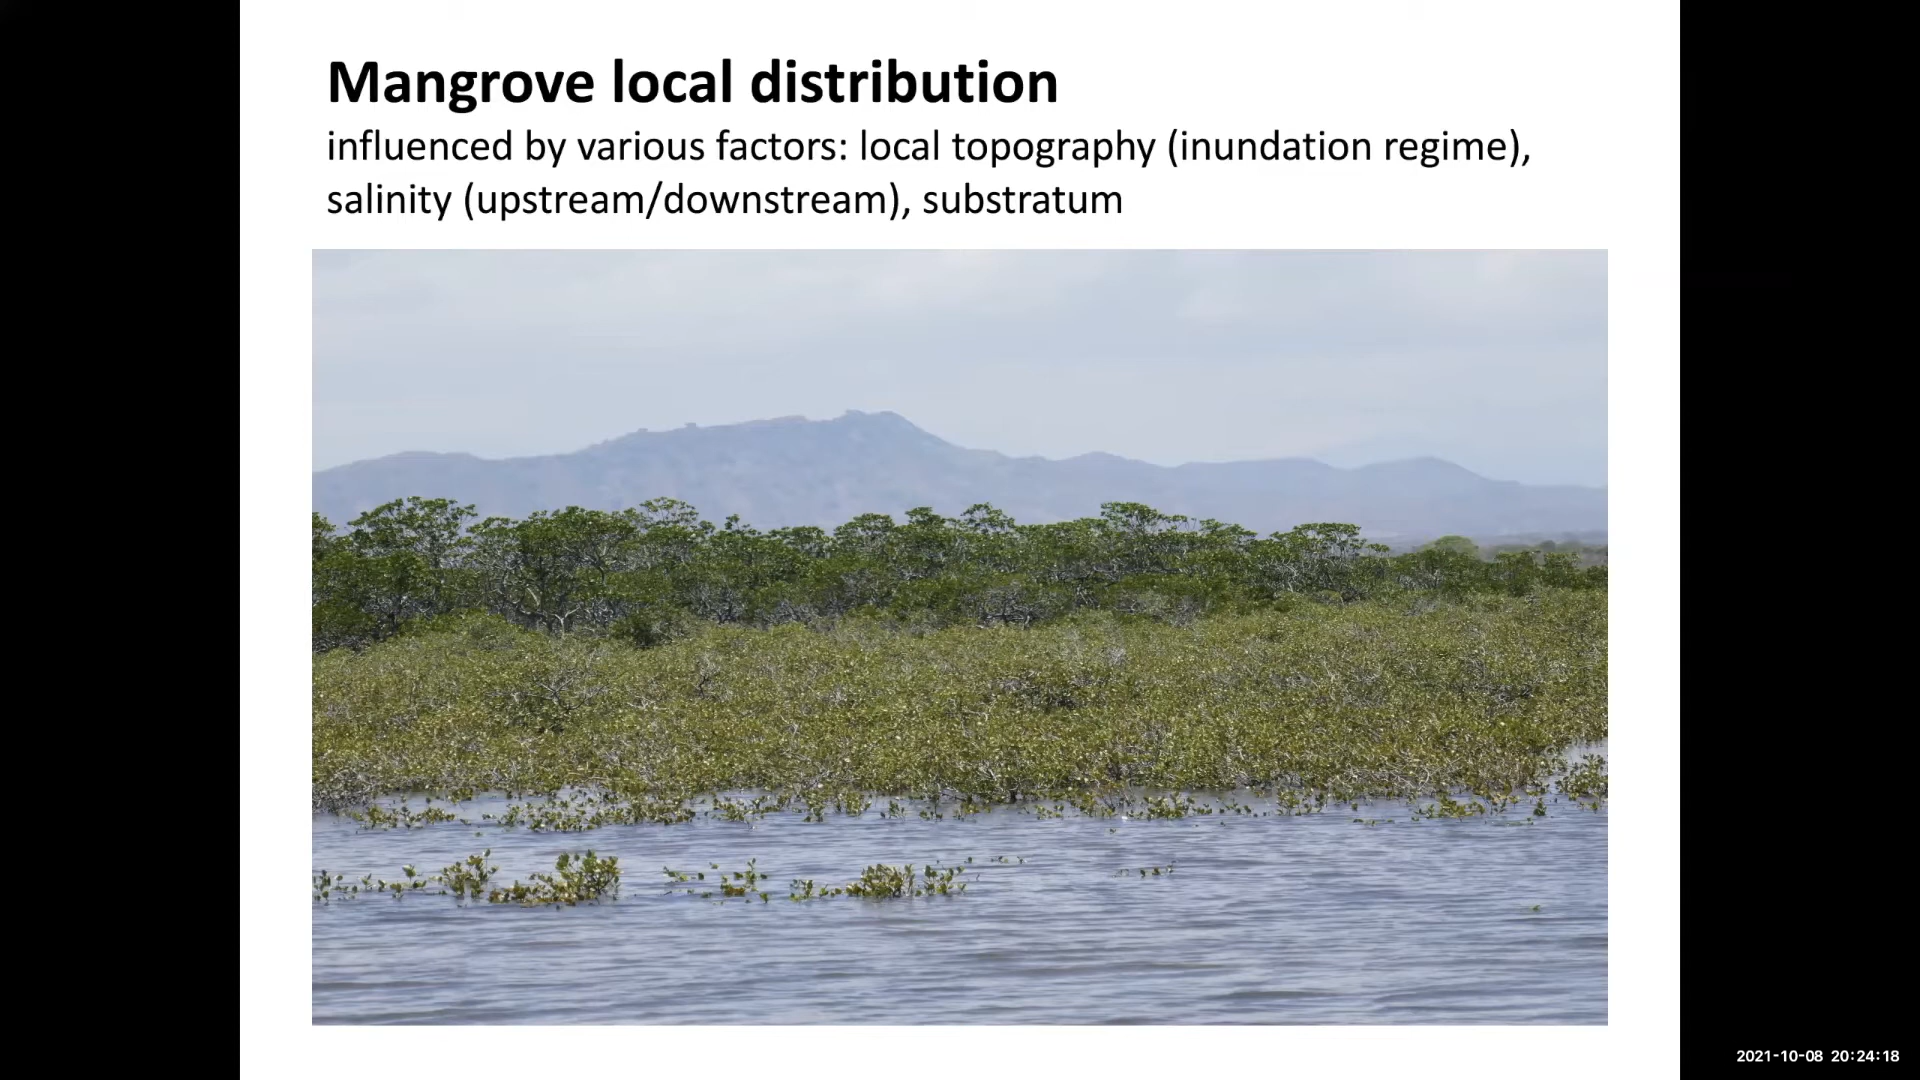 Mangrove local distribution
influenced by various factors: local topography (inundation regime),
salinity (upstream/downstream), substratum
2021-10-08 20:24:18